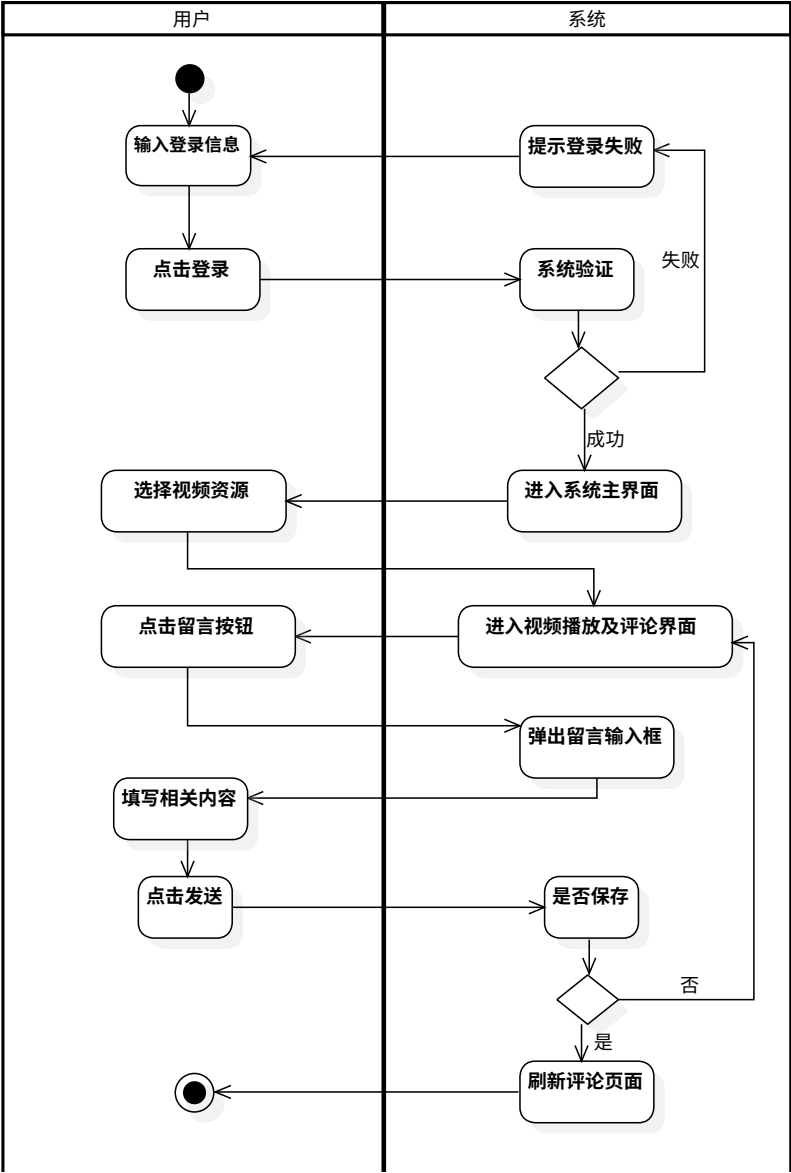 用户
系统
输入登录信息
提示登录失败
点击登录
系统验证
失败
成功
选择视频资源
进入系统主界面
点击留言按钮
进入视频播放及评论界面
弹出留言输入框
填写相关内容
点击发送
是否保存
否
是
刷新评论页面